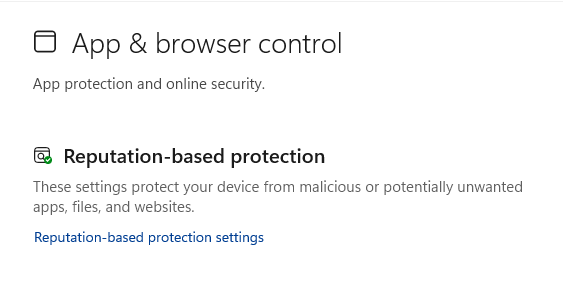 App & browser control
App protection and online security.
Reputation-based protection
These settings protect your device from malicious or potentially unwanted
apps, files, and websites.
Reputation-based protection settings